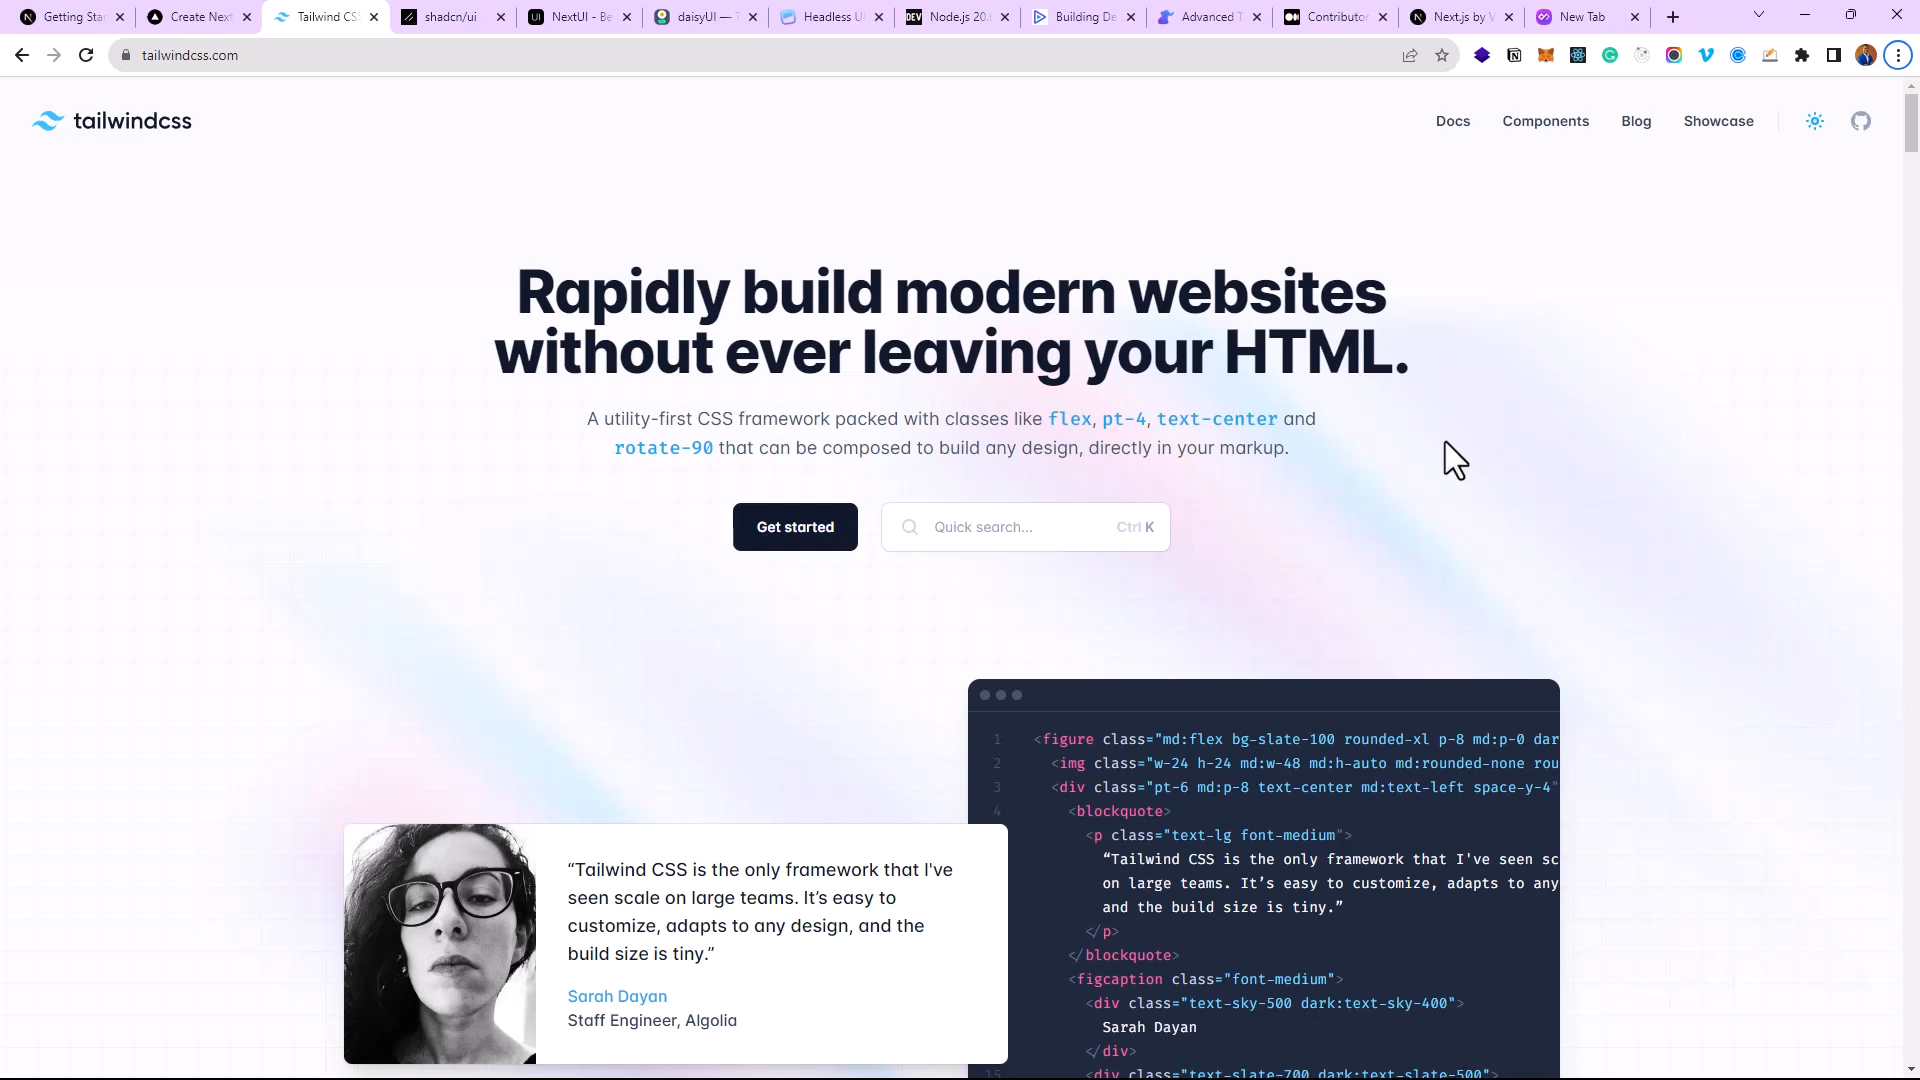 Getting Sta
Create Next
Tailwind CS
shadcn/ui
NextUI - Be
daisyUI — T
Headless UI
DEV
Node.js 20.
Building De
Advanced T
Contributor
Next.js by V
New Tab
tailwindcss.com
tailwindcss
Docs
Components
Blog
Showcase
Rapidly build modern websites
without ever leaving your HTML.
A utility-first CSS framework packed with classes like flex, pt-4, text-center and
rotate-90 that can be composed to build any design, directly in your markup.
Get started
Quick search...
Ctrl K
“Tailwind CSS is the only framework that I've
seen scale on large teams. It’s easy to
customize, adapts to any design, and the
build size is tiny.”
Sarah Dayan
Staff Engineer, Algolia
1 <figure class="md:flex bg-slate-100 rounded-xl p-8 md:p-0 dar
2 <img class="w-24 h-24 md:w-48 md:h-auto md:rounded-none rou
3 <div class="pt-6 md:p-8 text-center md:text-left space-y-4"
4 <blockquote>
<p class="text-lg font-medium">
“Tailwind CSS is the only framework that I've seen sc
on large teams. It’s easy to customize, adapts to any
and the build size is tiny.”
</p>
</blockquote>
<figcaption class="font-medium">
<div class="text-sky-500 dark:text-sky-400">
Sarah Dayan
</div>
15 <div class="text-slate-700 dark:text-slate-500">